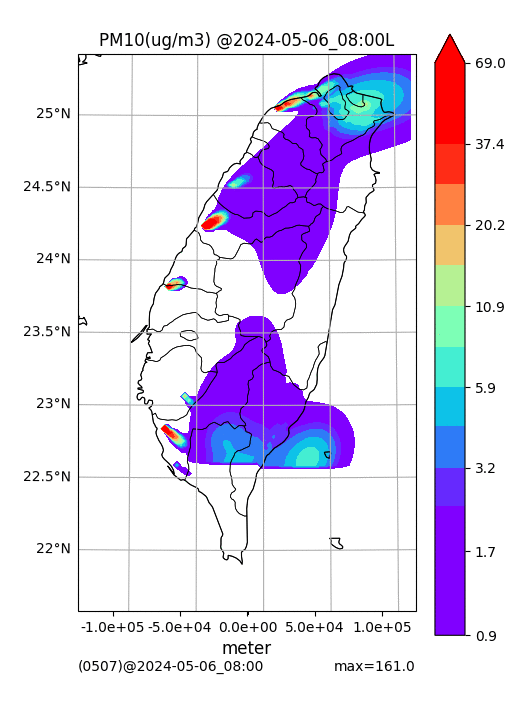 PM10(ug/m3) @2024-05-06_08:00L
69.0
25°N
37.4
24.5°N
20.2
24°N
10.9
23.5°N
5.9
23°N
3.2
22.5°N
1.7
22°N
0.9
-1.0e+05 -5.0e+04 0.0e+00 5.0e+04 1.0e+05
meter
(0507)@2024-05-06_08:00 max=161.0